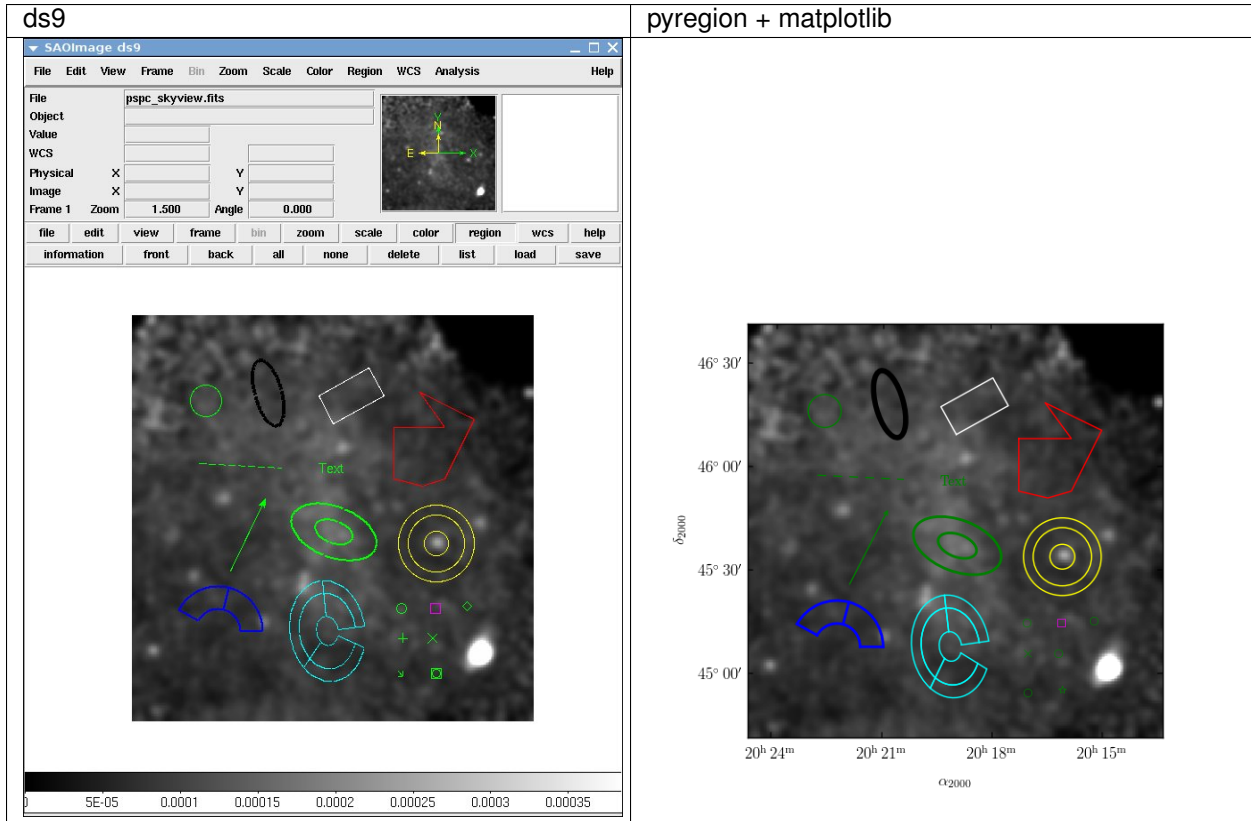 ds9
pyregion + matplotlib
SAOImage ds9
File Edit View Frame Bin Zoom Scale Color Region WCS Analysis Help
File pspc_skyview.fits
Object
Value
WCS
Physical X Y
Image X Y
Frame 1 Zoom 1.500 Angle 0.000
Y
N
E X
file edit view frame bin zoom scale color region wcs help
information front back all none delete list load save
Text
0 5E-05 0.0001 0.00015 0.0002 0.00025 0.0003 0.00035
46° 30′
46° 00′
Text
δ2000
45° 30′
45° 00′
20h 24m 20h 21m 20h 18m 20h 15m
α2000